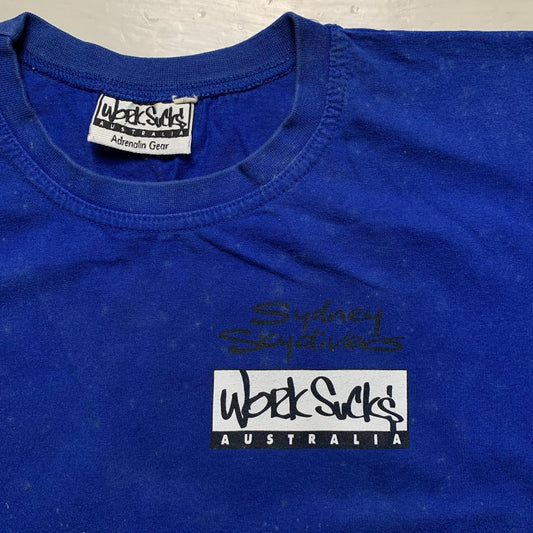 Work Sucks
AUSTRALIA
Adrenalin Gear
Sydney
Skydivers
Work Sucks
AUSTRALIA